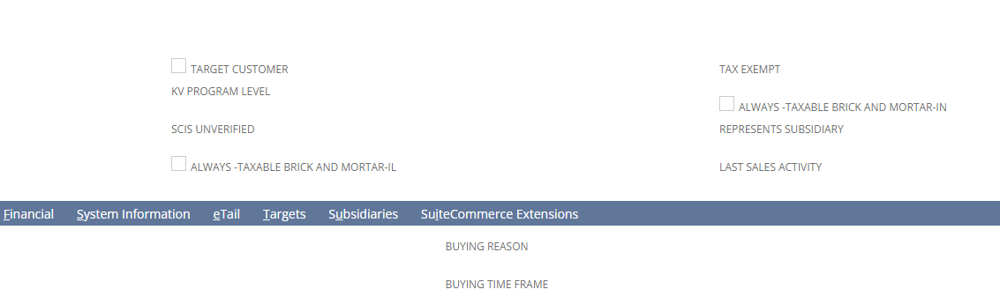 TARGET CUSTOMER
KV PROGRAM LEVEL
SCIS UNVERIFIED
ALWAYS -TAXABLE BRICK AND MORTAR-IL
TAX EXEMPT
ALWAYS -TAXABLE BRICK AND MORTAR-IN
REPRESENTS SUBSIDIARY
LAST SALES ACTIVITY
Financial System Information eTail Targets Subsidiaries SuiteCommerce Extensions
BUYING REASON
BUYING TIME FRAME